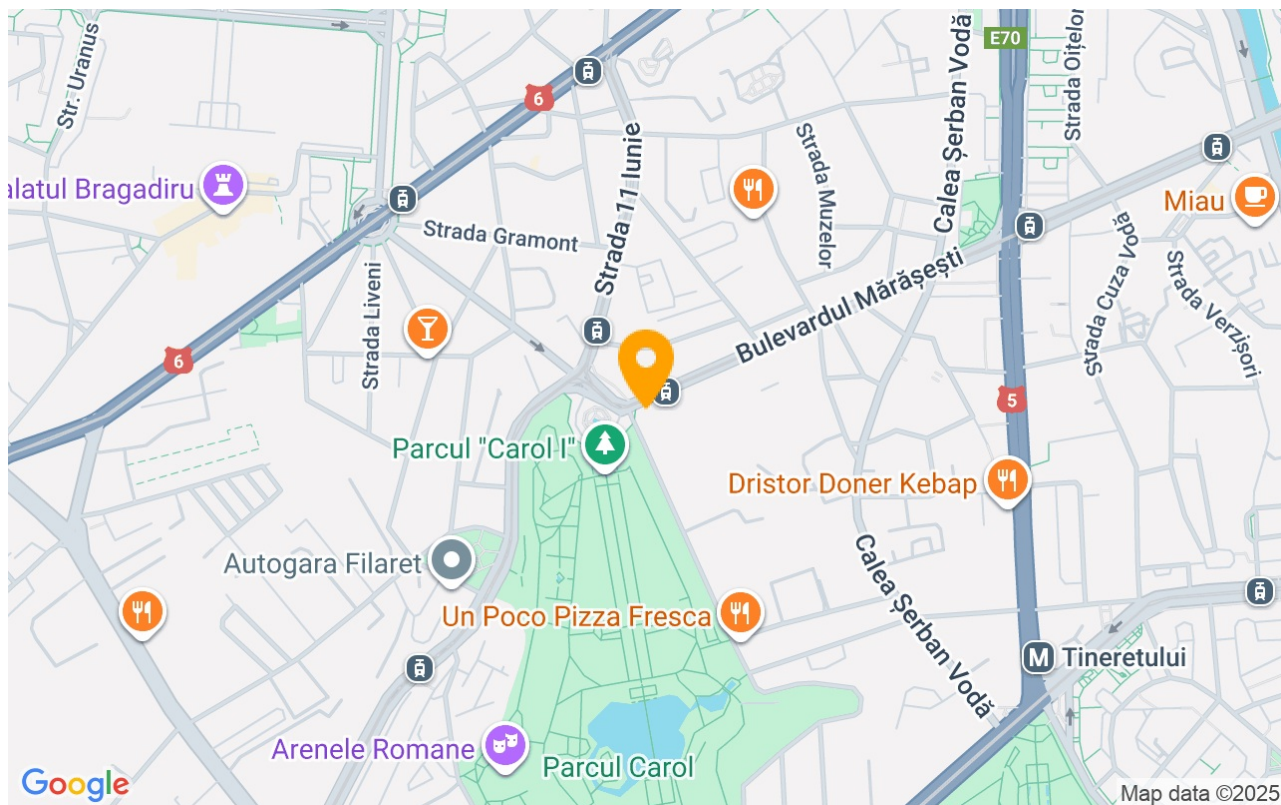 Str. Uranus
6
Strada 11 Iunie
Calea Șerban Vodă
E70
Strada Oițelor
alatul Bragadiru
Strada Gramont
Strada Muzelor
Miau
Strada Cuza Vodă
Strada Verzișori
Strada Liveni
Bulevardul Mărășești
6
5
Parcul "Carol I"
Dristor Doner Kebap
Autogara Filaret
Un Poco Pizza Fresca
Calea Șerban Vodă
M
Tineretului
Arenele Romane
Parcul Carol
Google
Map data ©2025